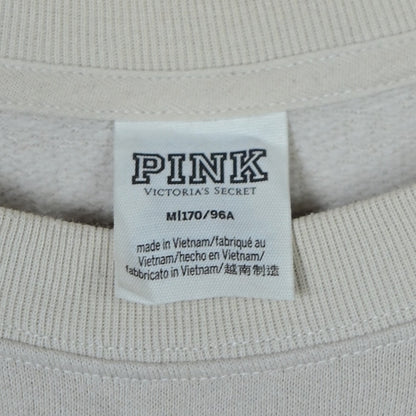 PINK
VICTORIA'S SECRET
M|170/96A
made in Vietnam/fabriqué au
Vietnam/hecho en Vietnam/
fabbricato in Vietnam/越南制造